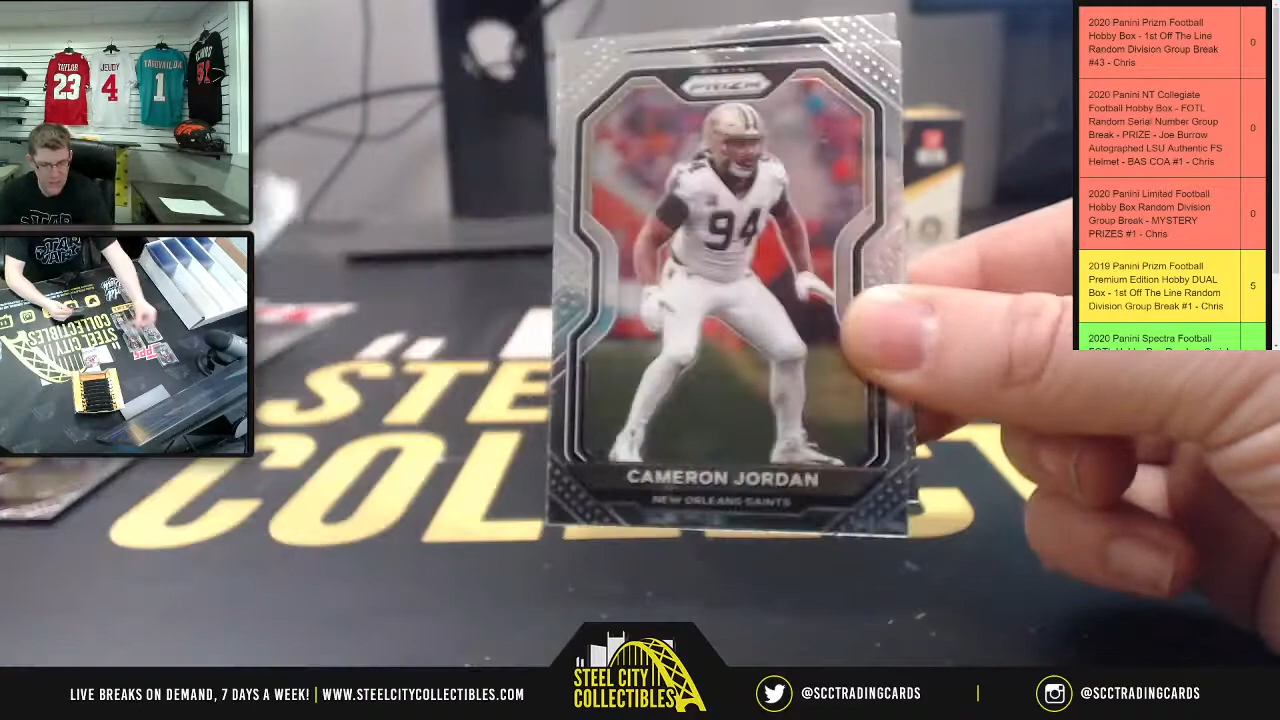 TAYLOR
23
JEUDY
4
TAGOVAILOA
1
STEEL CITY
COLLECTIBLES
PRIZM
94
CAMERON JORDAN
NEW ORLEANS SAINTS
STE
COLLEC
2020 Panini Prizm Football
Hobby Box - 1st Off The Line
Random Division Group Break
#43 - Chris
0
2020 Panini NT Collegiate
Football Hobby Box - FOTL
Random Serial Number Group
Break - PRIZE - Joe Burrow
Autographed LSU Authentic FS
Helmet - BAS COA #1 - Chris
0
2020 Panini Limited Football
Hobby Box Random Division
Group Break - MYSTERY
PRIZES #1 - Chris
0
2019 Panini Prizm Football
Premium Edition Hobby DUAL
Box - 1st Off The Line Random
Division Group Break #1 - Chris
5
2020 Panini Spectra Football
LIVE BREAKS ON DEMAND, 7 DAYS A WEEK! | WWW.STEELCITYCOLLECTIBLES.COM
STEEL CITY
COLLECTIBLES
@SCCTRADINGCARDS
@SCCTRADINGCARDS